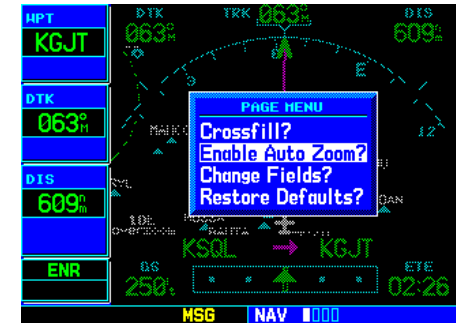 WPT
KGJT
DTK
063°M
DIS
609nm
ENR
DTK
063°M
TRK 063°M
DIS
609nm
E
12
PAGE MENU
Crossfill?
Enable Auto Zoom?
Change Fields?
Restore Defaults?
KSQL → KGJT
GS
250kt
ETE
02:26
MSG NAV